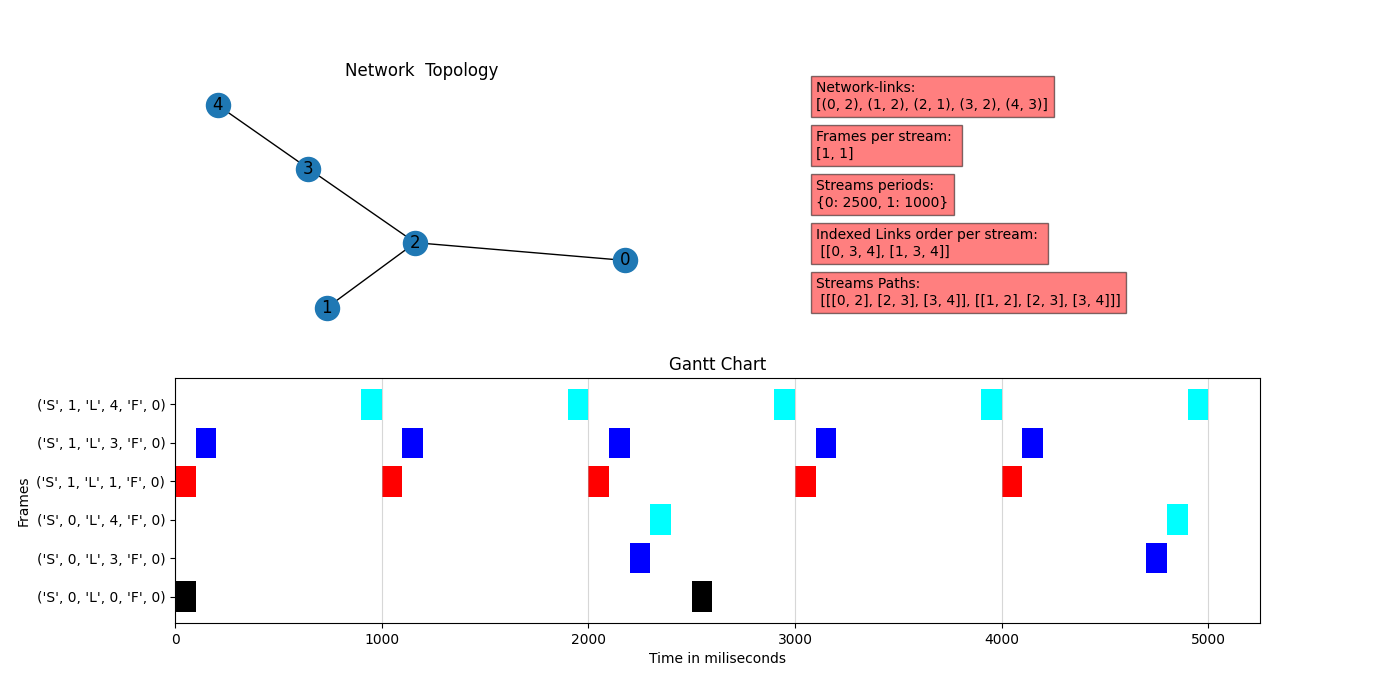 Network  Topology
4
3
2
0
1
Network-links:
[(0, 2), (1, 2), (2, 1), (3, 2), (4, 3)]
Frames per stream:
[1, 1]
Streams periods:
{0: 2500, 1: 1000}
Indexed Links order per stream:
[[0, 3, 4], [1, 3, 4]]
Streams Paths:
[[[0, 2], [2, 3], [3, 4]], [[1, 2], [2, 3], [3, 4]]]
Gantt Chart
Frames
('S', 1, 'L', 4, 'F', 0)
('S', 1, 'L', 3, 'F', 0)
('S', 1, 'L', 1, 'F', 0)
('S', 0, 'L', 4, 'F', 0)
('S', 0, 'L', 3, 'F', 0)
('S', 0, 'L', 0, 'F', 0)
0 1000 2000 3000 4000 5000
Time in miliseconds